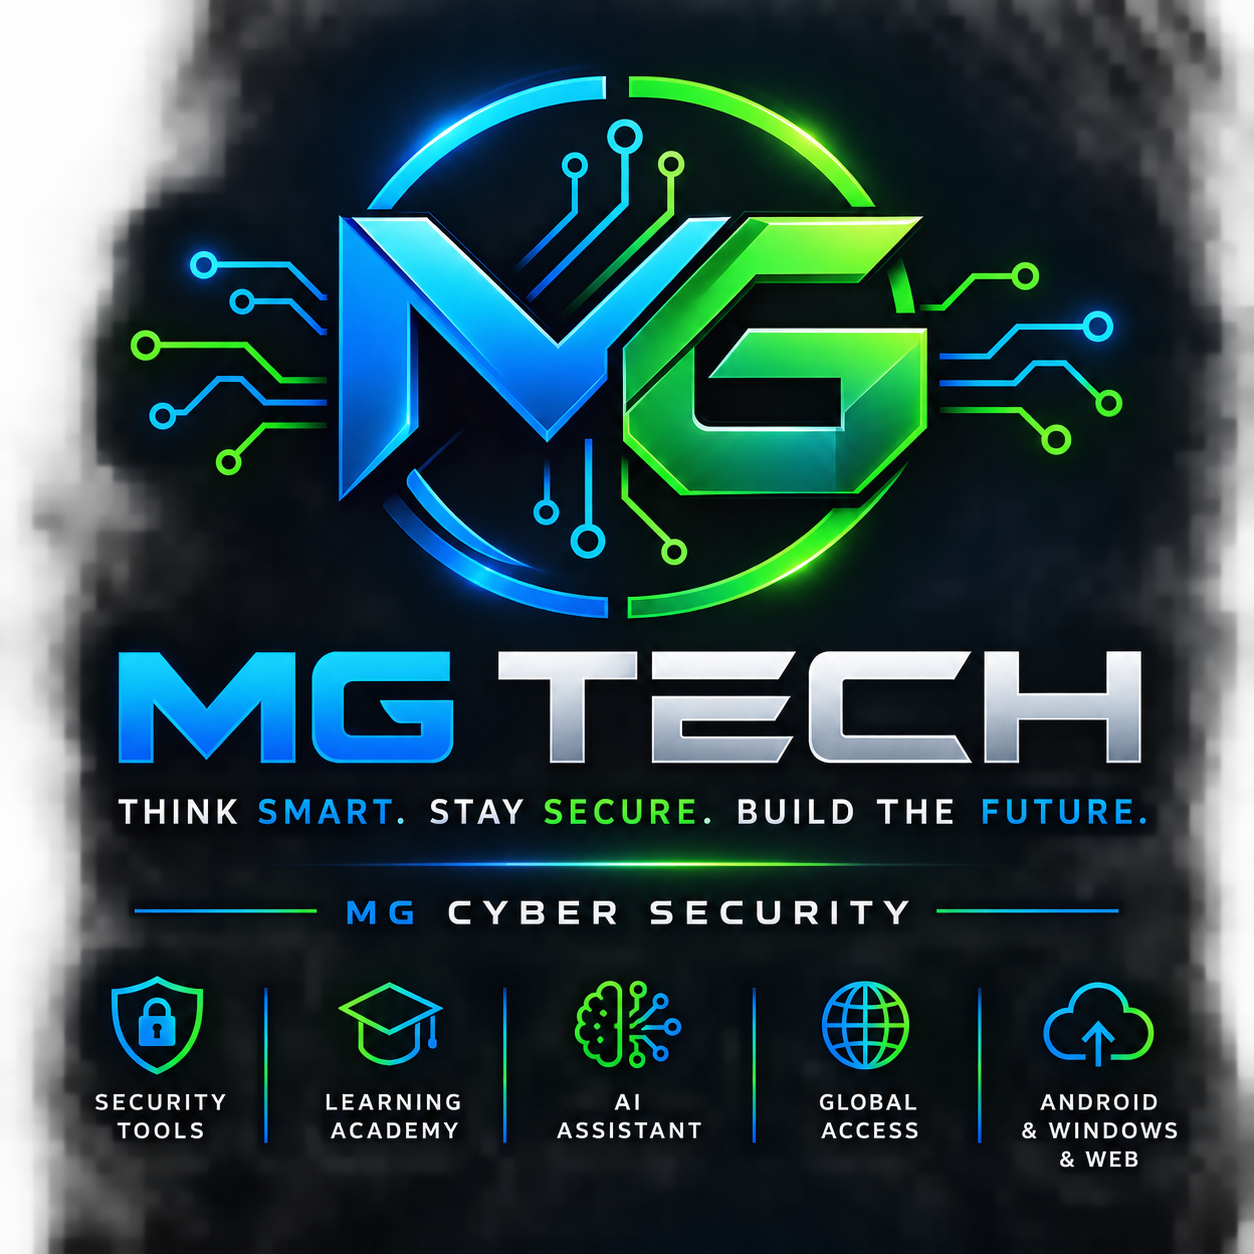 MG
MG TECH
THINK SMART. STAY SECURE. BUILD THE FUTURE.
MG CYBER SECURITY
SECURITY
TOOLS
LEARNING
ACADEMY
AI
ASSISTANT
GLOBAL
ACCESS
ANDROID
& WINDOWS
& WEB